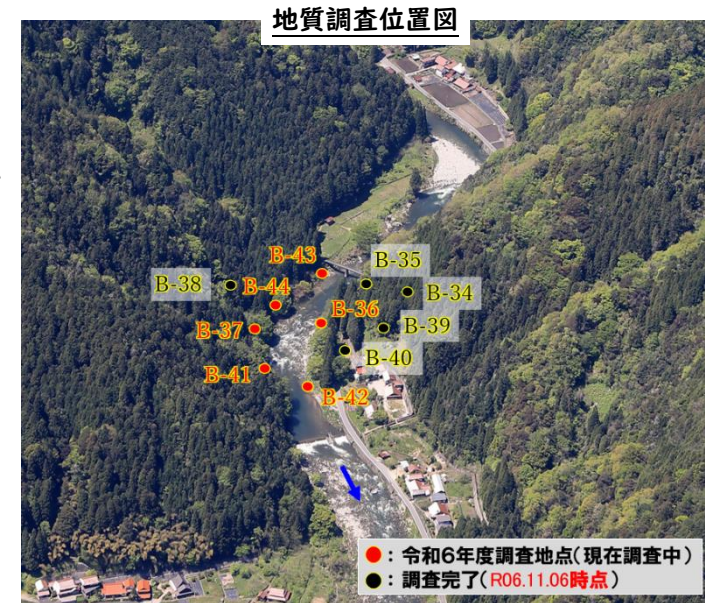 地質調査位置図
B-43
B-35
B-38
B-44
B-34
B-36
B-37
B-39
B-40
B-41
B-42
●：令和6年度調査地点（現在調査中）
●：調査完了（R06.11.06時点）